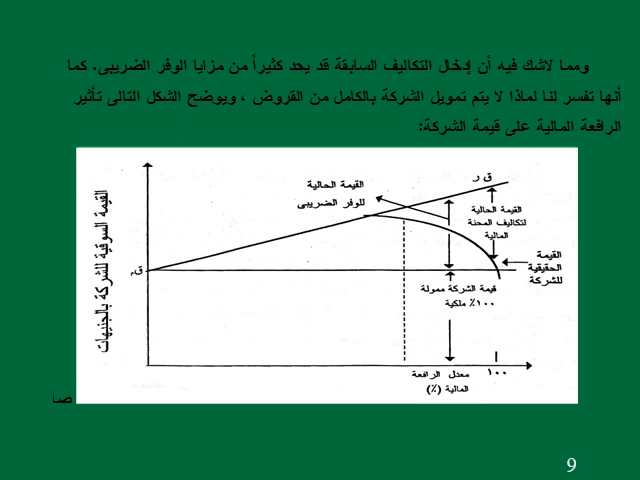 ومما لاشك فيه أن إدخال التكاليف السابقة قد يحد كثيراً من مزايا الوفر الضريبى. كما
أنها تفسر لنا لماذا لا يتم تمويل الشركة بالكامل من القروض ، ويوضح الشكل التالى تأثير
الرافعة المالية على قيمة الشركة:
ق ر
القيمة الحالية
للوفر الضريبى
القيمة الحالية
لتكاليف المحنة
المالية
القيمة
الحقيقية
للشركة
القيمة السوقية للشركة بالجنيهات
ق م
قيمة الشركة ممولة
١٠٠٪ ملكية
معدل الرافعة
المالية (٪)
١٠٠
صا
9